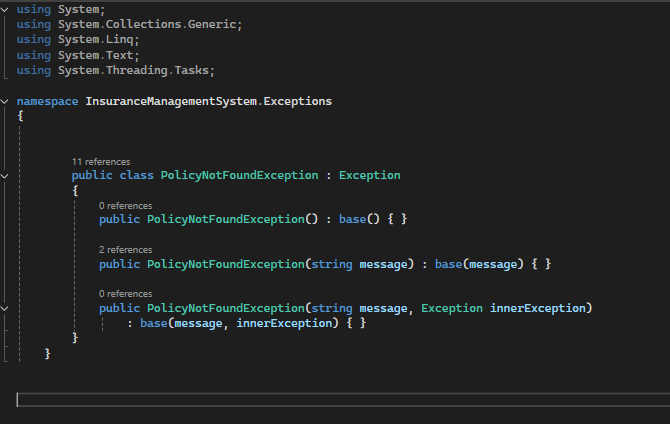 using System;
using System.Collections.Generic;
using System.Linq;
using System.Text;
using System.Threading.Tasks;
namespace InsuranceManagementSystem.Exceptions
{
11 references
public class PolicyNotFoundException : Exception
{
0 references
public PolicyNotFoundException() : base() { }
2 references
public PolicyNotFoundException(string message) : base(message) { }
0 references
public PolicyNotFoundException(string message, Exception innerException)
: base(message, innerException) { }
}
}